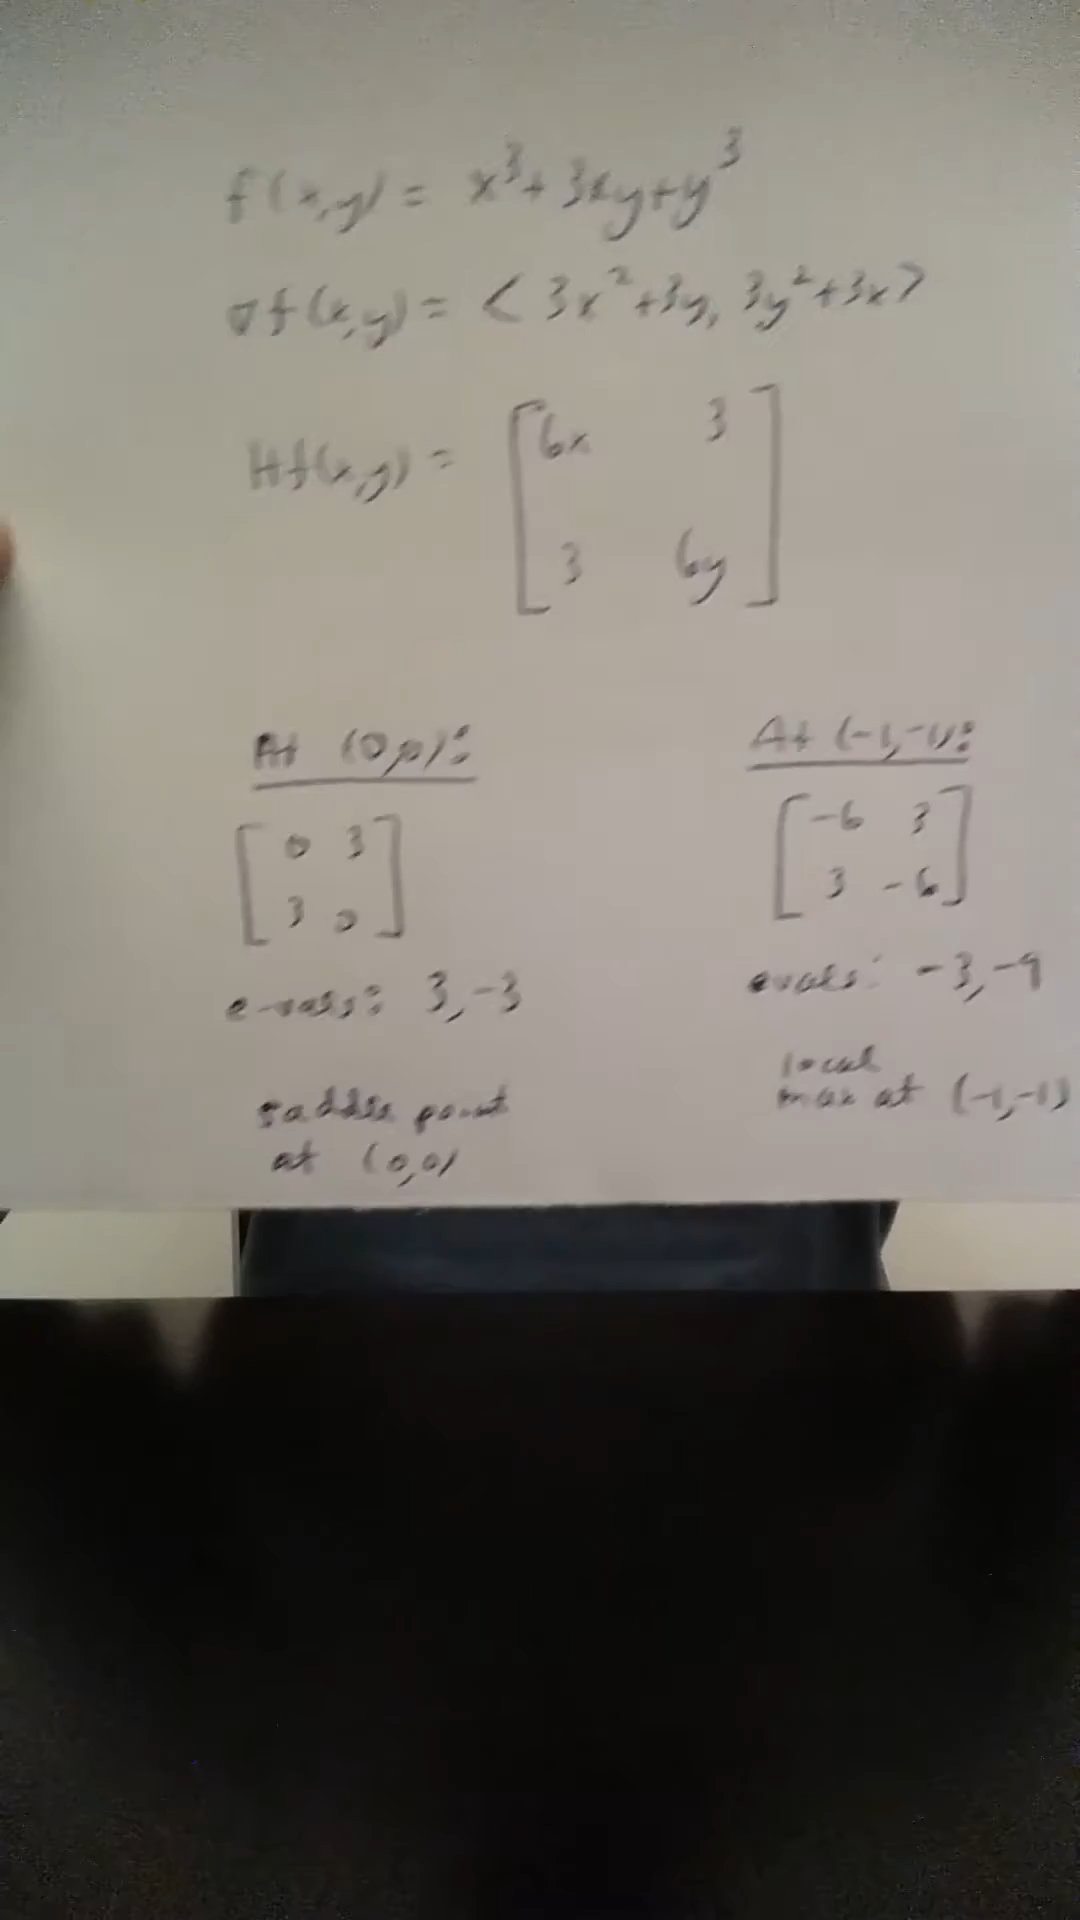 f(x,y) = x³+3xy+y³
∇f(x,y) = <3x²+3y, 3y²+3x>
Hf(x,y) = [6x 3
3 6y]
At (0,0):
[0 3
3 0]
e-vals: 3,-3
saddle point
at (0,0)
At (-1,-1):
[-6 3
3 -6]
evals: -3,-9
local
max at (-1,-1)